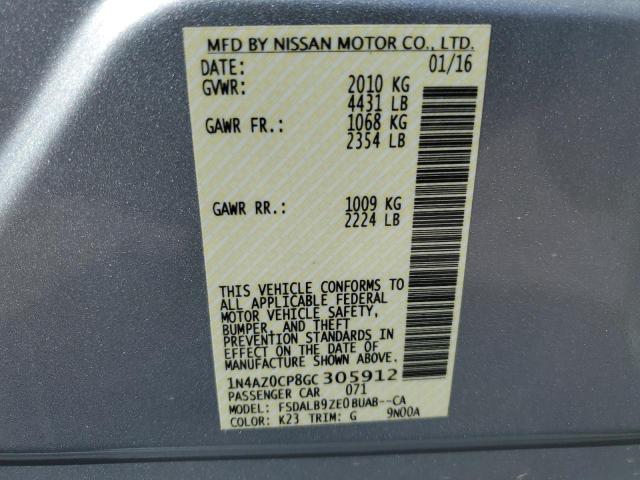 MFD BY NISSAN MOTOR CO., LTD.
DATE: 01/16
GVWR: 2010 KG
4431 LB
GAWR FR.: 1068 KG
2354 LB
GAWR RR.: 1009 KG
2224 LB
THIS VEHICLE CONFORMS TO
ALL APPLICABLE FEDERAL
MOTOR VEHICLE SAFETY,
BUMPER, AND THEFT
PREVENTION STANDARDS IN
EFFECT ON THE DATE OF
MANUFACTURE SHOWN ABOVE.
1N4AZ0CP8GC305912
PASSENGER CAR 071
MODEL: FSDALB9ZE0BUAB--CA
COLOR: K23 TRIM: G 9N00A